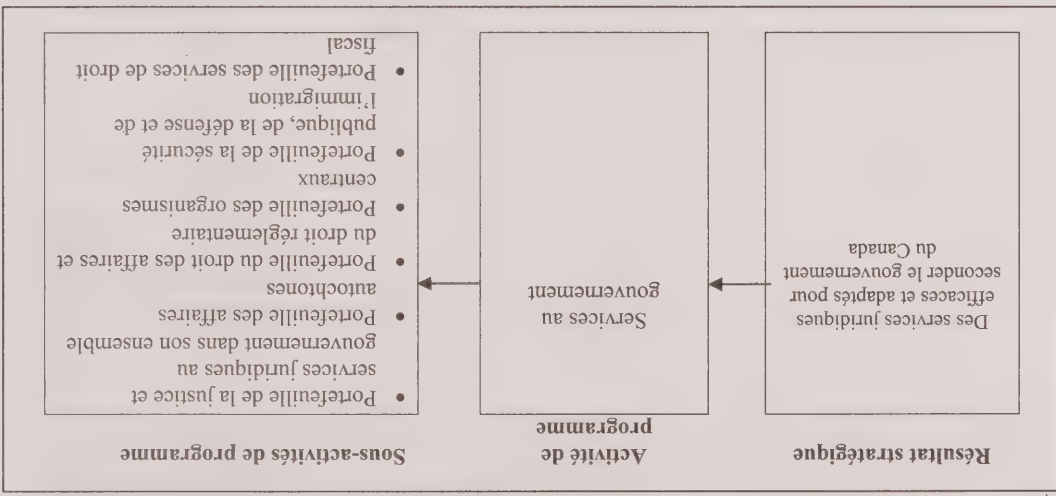 Résultat stratégique
Des services juridiques
efficaces et adaptés pour
seconder le gouvernement
du Canada
Activité de
programme
Services au
gouvernement
Sous-activités de programme
• Portefeuille de la justice et
services juridiques au
gouvernement dans son ensemble
• Portefeuille des affaires
autochtones
• Portefeuille du droit des affaires et
du droit réglementaire
• Portefeuille des organismes
centraux
• Portefeuille de la sécurité
publique, de la défense et de
l'immigration
• Portefeuille des services de droit
fiscal